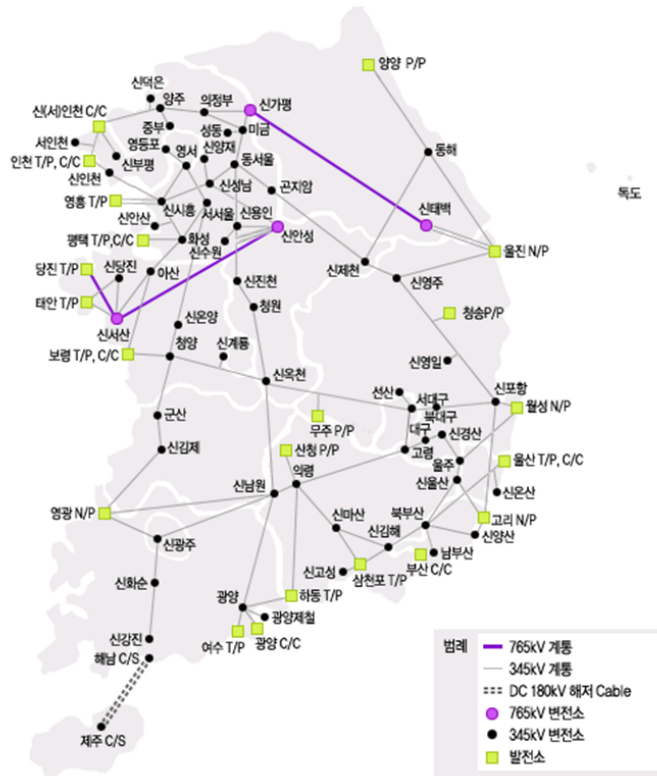 양양 P/P
신덕은
양주
의정부
신가평
신(서)인천 C/C
중부
성동
미금
서인천
영등포
신양재
동해
인천 T/P, C/C
신부평
영서
동서울
신인천
신성남
곤지암
독도
영흥 T/P
신시흥
서서울
신용인
신태백
신안산
신안성
평택 T/P,C/C
화성
신수원
울진 N/P
당진 T/P
신당진
아산
신제천
신영주
신진천
태안 T/P
청원
청송P/P
신서산
신온양
보령 T/P, C/C
청양
신계룡
신영일
신옥천
선산
서대구
신포항
군산
북대구
월성 N/P
무주 P/P
대구
신경산
신김제
산청 P/P
고령
울주
울산 T/P, C/C
의령
신울산
신남원
신온산
영광 N/P
신마산
북부산
고리 N/P
신광주
신김해
신양산
남부산
신고성
삼천포 T/P
부산 C/C
신화순
하동 T/P
광양
광양제철
신강진
여수 T/P
광양 C/C
해남 C/S
제주 C/S
범례
765kV 계통
345kV 계통
DC 180kV 해저 Cable
765kV 변전소
345kV 변전소
발전소